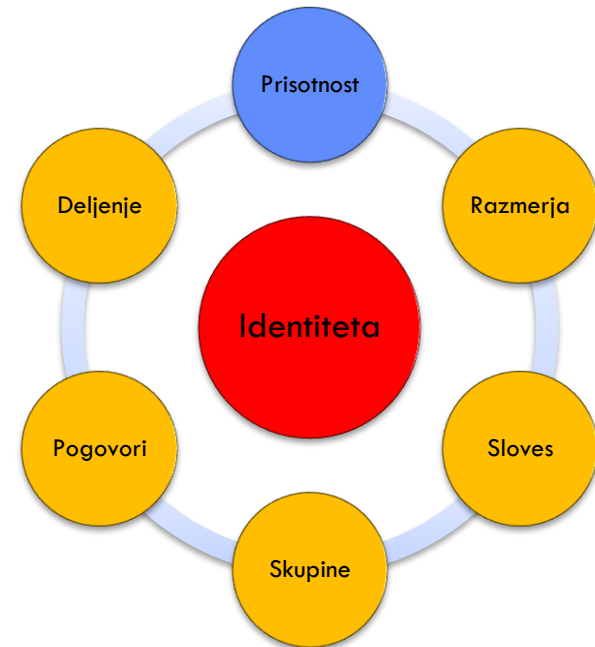 Prisotnost
Deljenje
Razmerja
Identiteta
Pogovori
Sloves
Skupine